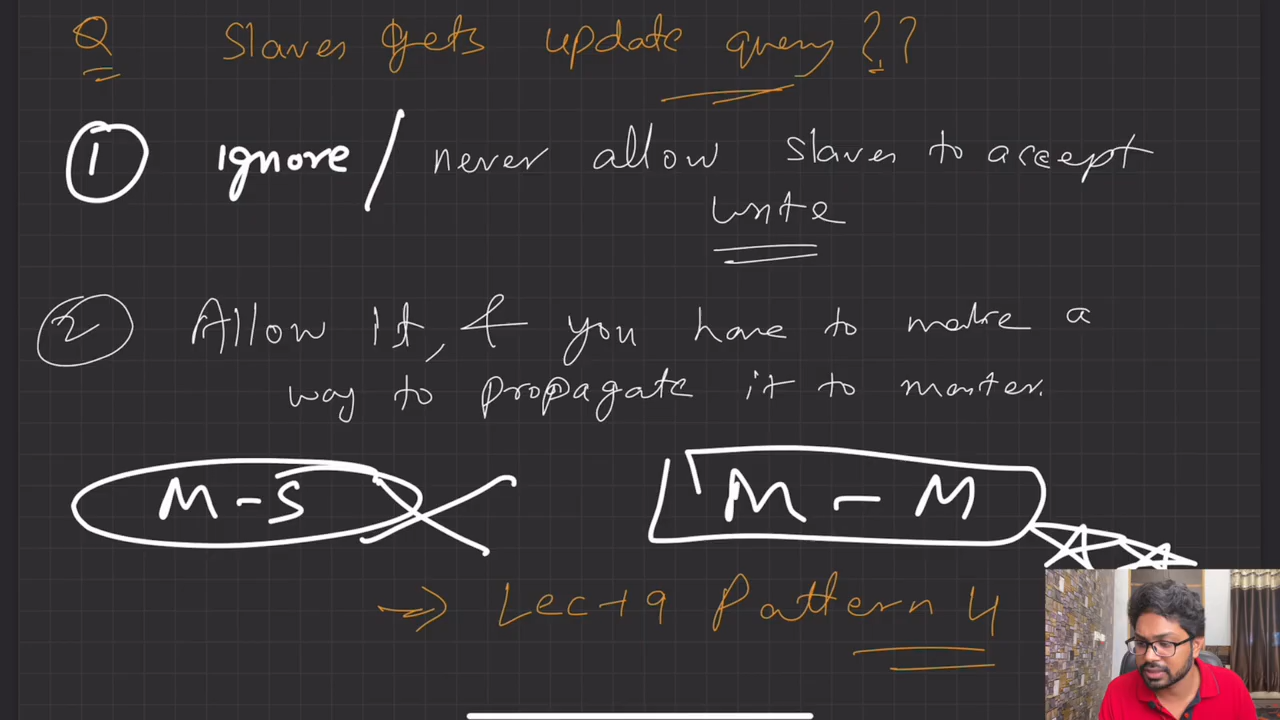 Q Slaves gets update query ??
1 ignore / never allow slaves to accept
write
2 Allow it, & you have to make a
way to propagate it to master.
M-S M-M
→ Lec-19 Pattern 4